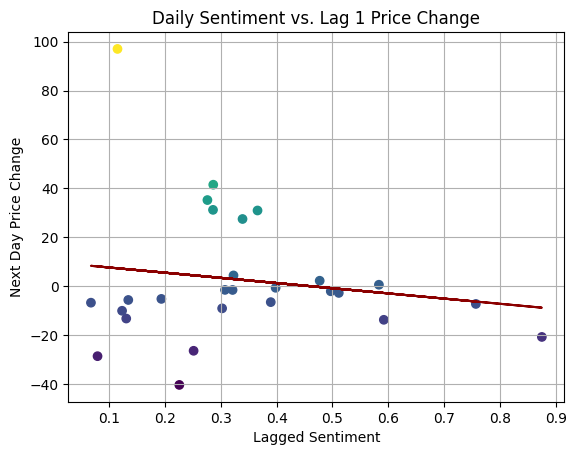 Daily Sentiment vs. Lag 1 Price Change
100
80
60
40
20
0
−20
−40
Next Day Price Change
0.1 0.2 0.3 0.4 0.5 0.6 0.7 0.8 0.9
Lagged Sentiment